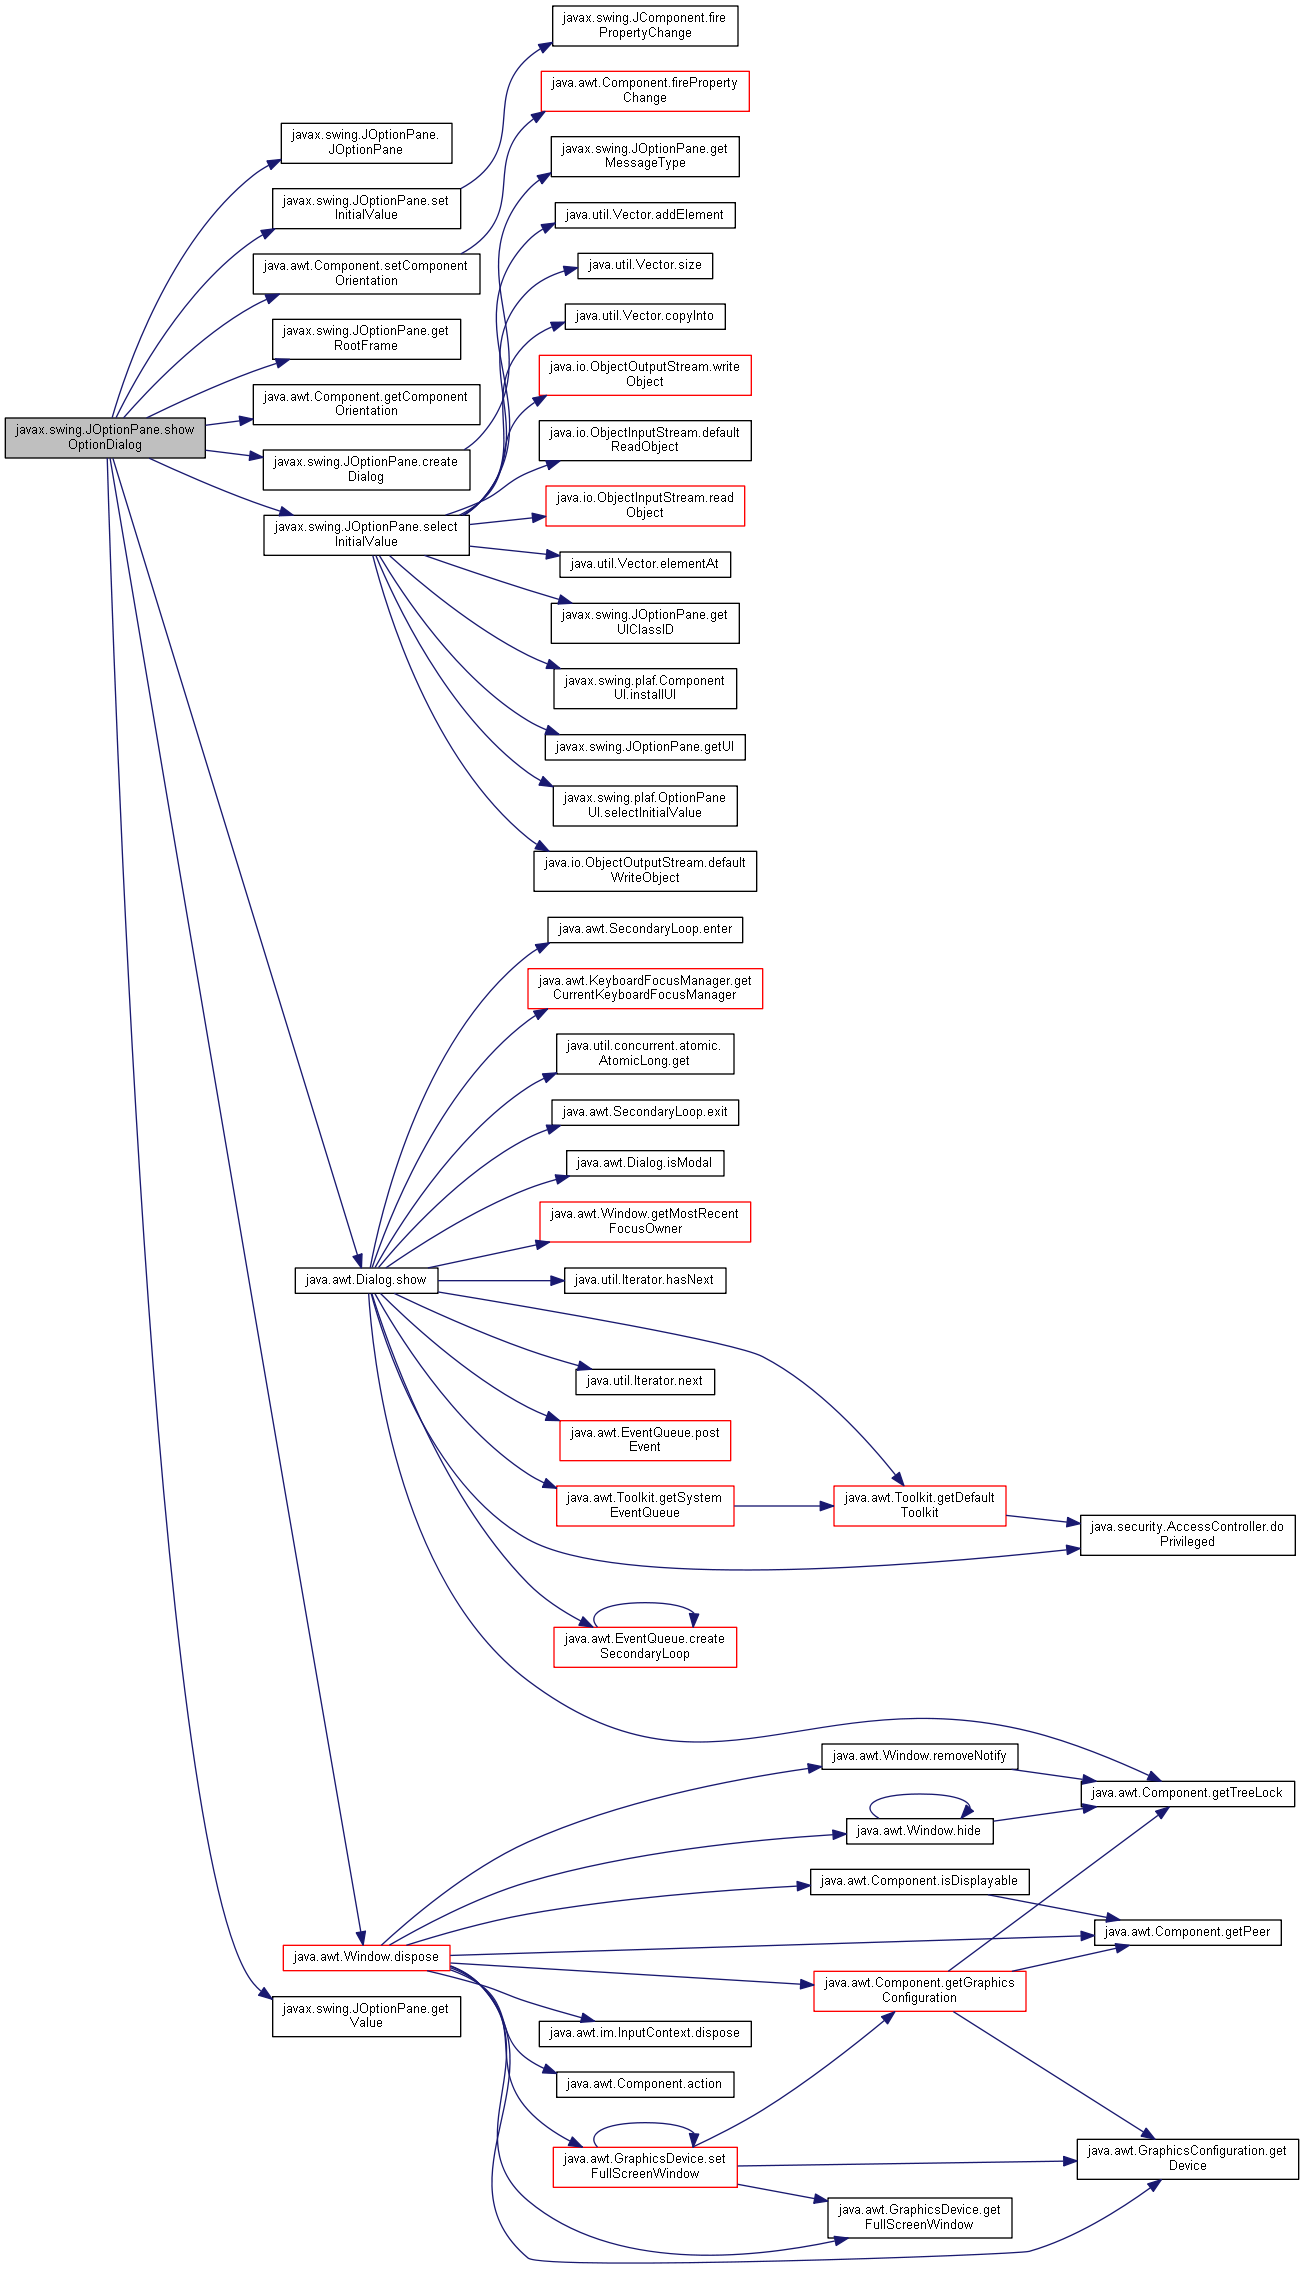 javax.swing.JComponent.fire
PropertyChange
java.awt.Component.fireProperty
Change
javax.swing.JOptionPane.
JOptionPane
javax.swing.JOptionPane.get
MessageType
javax.swing.JOptionPane.set
InitialValue
java.util.Vector.addElement
java.awt.Component.setComponent
Orientation
java.util.Vector.size
java.util.Vector.copyInto
javax.swing.JOptionPane.get
RootFrame
java.io.ObjectOutputStream.write
Object
java.awt.Component.getComponent
Orientation
javax.swing.JOptionPane.show
OptionDialog
java.io.ObjectInputStream.default
ReadObject
javax.swing.JOptionPane.create
Dialog
java.io.ObjectInputStream.read
Object
javax.swing.JOptionPane.select
InitialValue
java.util.Vector.elementAt
javax.swing.JOptionPane.get
UIClassID
javax.swing.plaf.Component
UI.installUI
javax.swing.JOptionPane.getUI
javax.swing.plaf.OptionPane
UI.selectInitialValue
java.io.ObjectOutputStream.default
WriteObject
java.awt.SecondaryLoop.enter
java.awt.KeyboardFocusManager.get
CurrentKeyboardFocusManager
java.util.concurrent.atomic.
AtomicLong.get
java.awt.SecondaryLoop.exit
java.awt.Dialog.isModal
java.awt.Window.getMostRecent
FocusOwner
java.awt.Dialog.show
java.util.Iterator.hasNext
java.util.Iterator.next
java.awt.EventQueue.post
Event
java.awt.Toolkit.getSystem
EventQueue
java.awt.Toolkit.getDefault
Toolkit
java.security.AccessController.do
Privileged
java.awt.EventQueue.create
SecondaryLoop
java.awt.Window.removeNotify
java.awt.Component.getTreeLock
java.awt.Window.hide
java.awt.Component.isDisplayable
java.awt.Component.getPeer
java.awt.Window.dispose
java.awt.Component.getGraphics
Configuration
javax.swing.JOptionPane.get
Value
java.awt.im.InputContext.dispose
java.awt.Component.action
java.awt.GraphicsDevice.set
FullScreenWindow
java.awt.GraphicsConfiguration.get
Device
java.awt.GraphicsDevice.get
FullScreenWindow